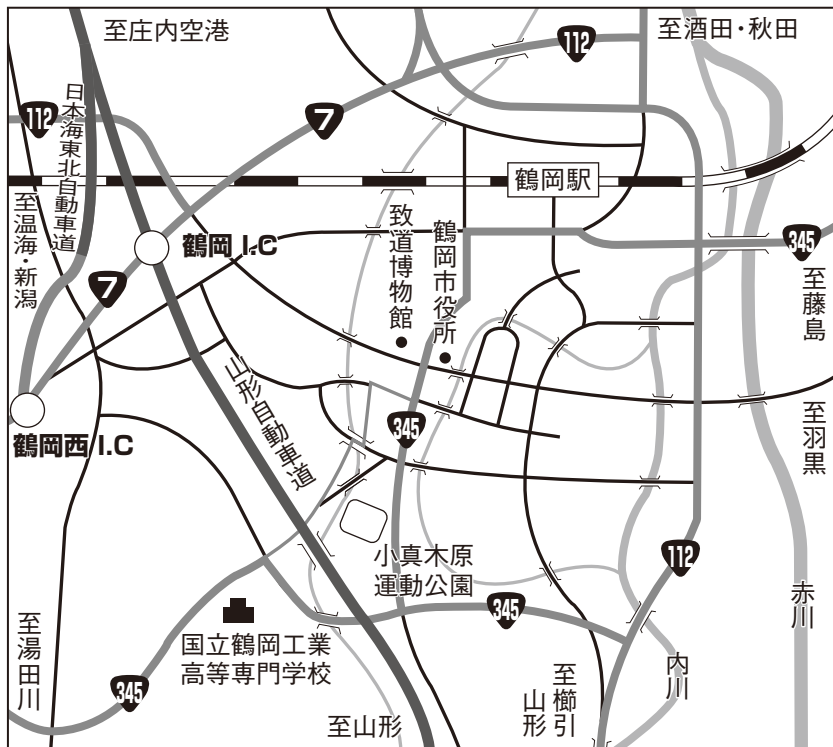 至庄内空港
112
至酒田・秋田
112
日本海東北自動車道
7
鶴岡駅
至温海・新潟
鶴岡 I.C
致道博物館
鶴岡市役所
345
7
至藤島
山形自動車道
鶴岡西 I.C
345
至羽黒
小真木原
運動公園
112
345
国立鶴岡工業
高等専門学校
至湯田川
345
至山形
至櫛引
山形
内川
赤川